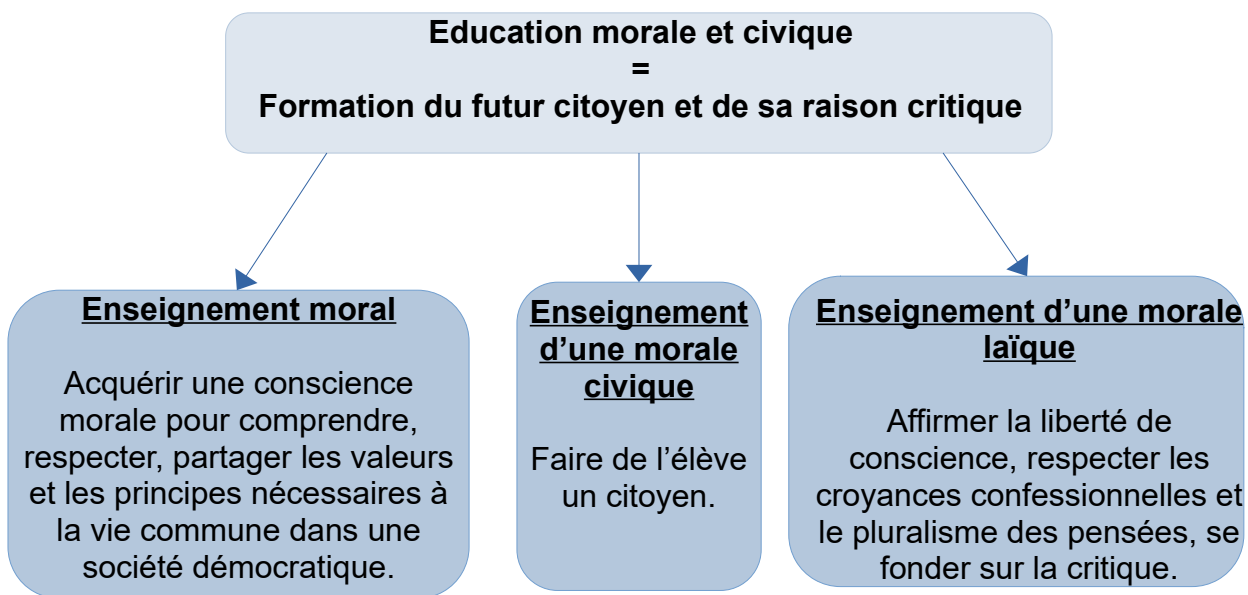 Education morale et civique
=
Formation du futur citoyen et de sa raison critique
Enseignement moral
Acquérir une conscience
morale pour comprendre,
respecter, partager les valeurs
et les principes nécessaires à
la vie commune dans une
société démocratique.
Enseignement
d’une morale
civique
Faire de l’élève
un citoyen.
Enseignement d’une morale
laïque
Affirmer la liberté de
conscience, respecter les
croyances confessionnelles et
le pluralisme des pensées, se
fonder sur la critique.